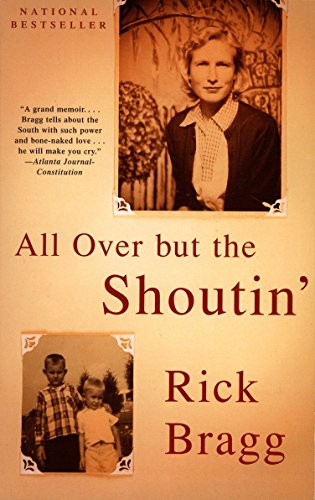 NATIONAL
BESTSELLER
“A grand memoir. . . .
Bragg tells about the
South with such power
and bone-naked love . . .
he will make you cry.”
—Atlanta Journal-
Constitution
All Over but the
Shoutin’
Rick
Bragg